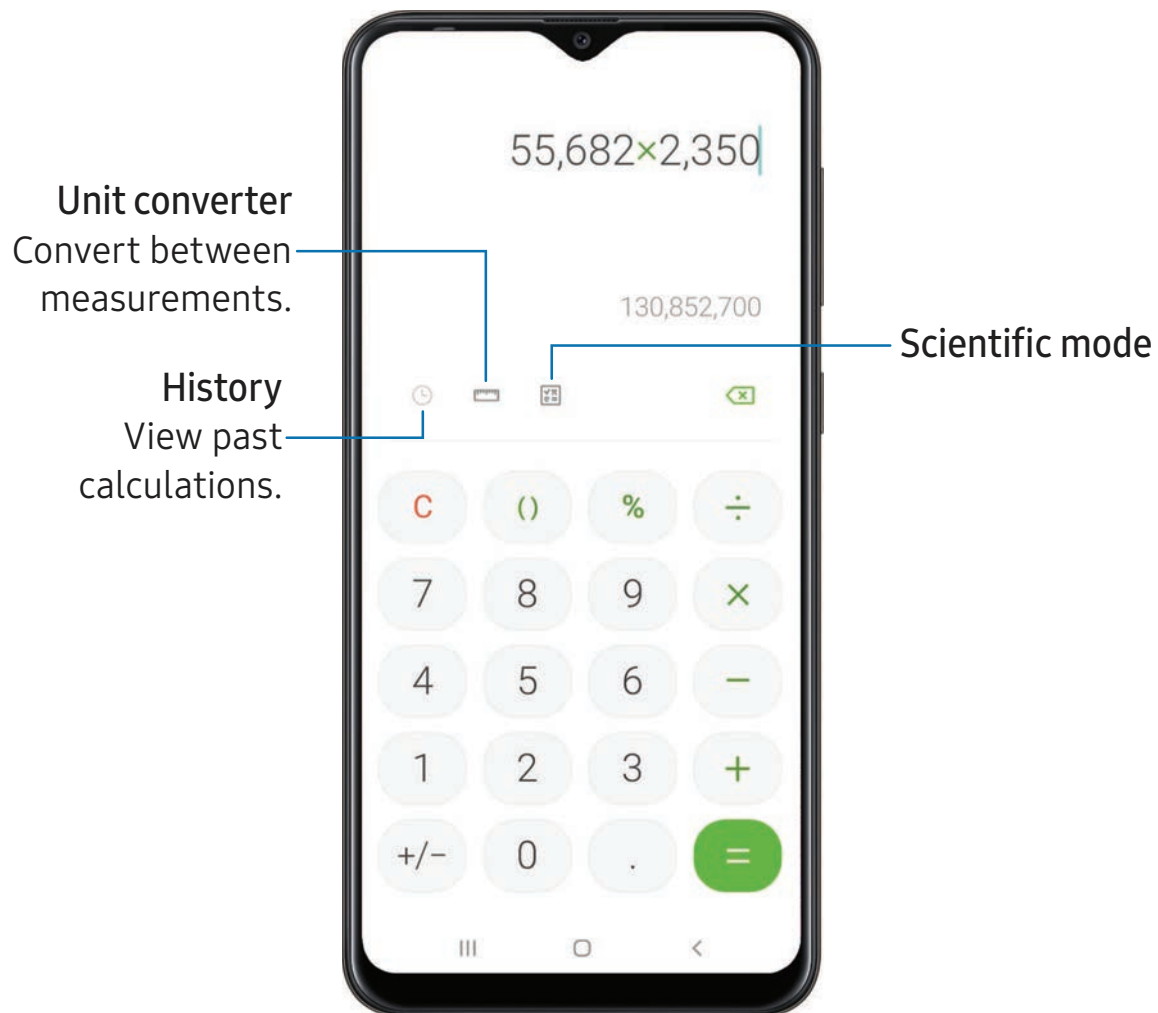 55,682×2,350
Unit converter
Convert between
measurements.
130,852,700
Scientific mode
History
View past
calculations.
C () % ÷
7 8 9 ×
4 5 6 −
1 2 3 +
+/− 0 . =